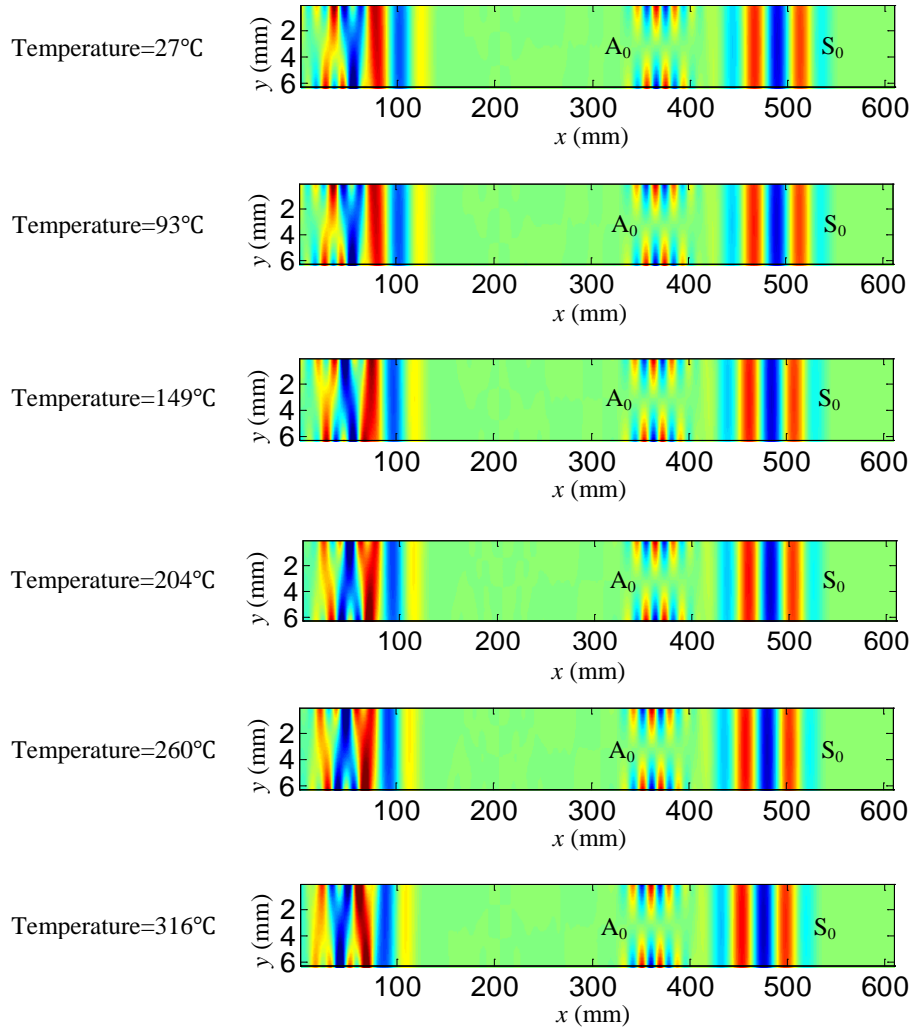 Temperature=27℃
y (mm)
2
4
6
A₀
S₀
100 200 300 400 500 600
x (mm)
Temperature=93℃
y (mm)
2
4
6
A₀
S₀
100 200 300 400 500 600
x (mm)
Temperature=149℃
y (mm)
2
4
6
A₀
S₀
100 200 300 400 500 600
x (mm)
Temperature=204℃
y (mm)
2
4
6
A₀
S₀
100 200 300 400 500 600
x (mm)
Temperature=260℃
y (mm)
2
4
6
A₀
S₀
100 200 300 400 500 600
x (mm)
Temperature=316℃
y (mm)
2
4
6
A₀
S₀
100 200 300 400 500 600
x (mm)